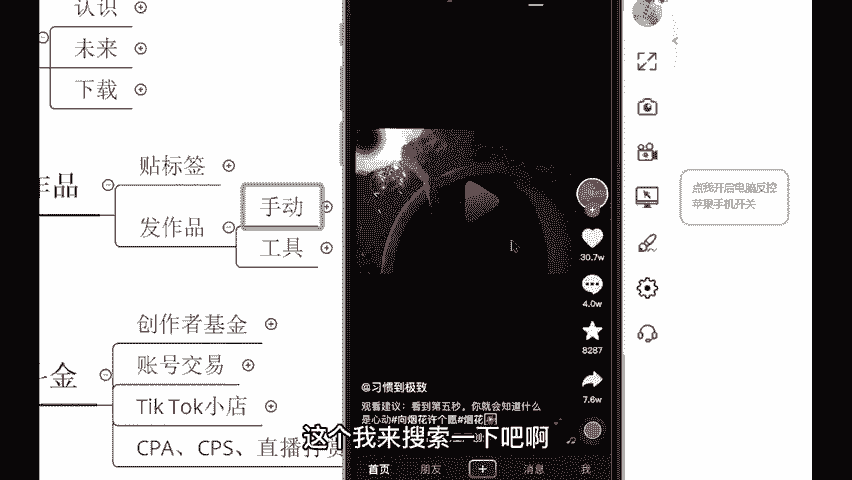 认识
未来
下载
作品
贴标签
发作品
手动
工具
金
创作者基金
账号交易
Tik Tok小店
CPA、CPS、直播打赏
30.7w
4.0w
8287
7.6w
@习惯到极致
观看建议：看到第五秒，你就会知道什么
是心动#向烟花许个愿#烟花
这个我来搜索一下吧啊
首页
朋友
消息
我
点我开启电脑反控
苹果手机开关